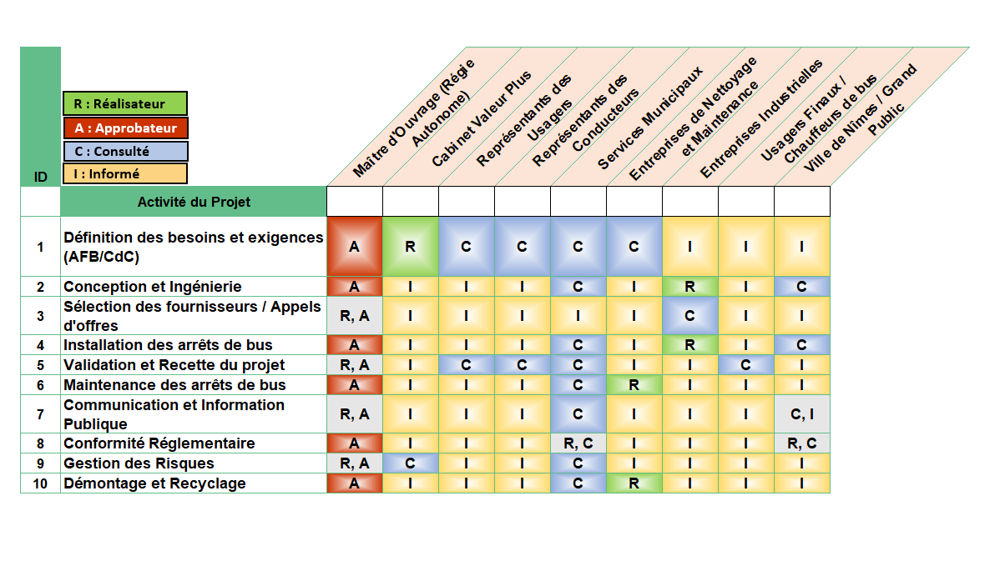 R : Réalisateur
A : Approbateur
C : Consulté
I : Informé
ID
Maître d'Ouvrage (Régie
Autonome)
Cabinet Valeur Plus
Représentants des
Usagers
Représentants des
Conducteurs
Services Municipaux
Entreprises de Nettoyage
et Maintenance
Entreprises Industrielles
Usagers Finaux /
Chauffeurs de bus
Ville de Nîmes / Grand
Public
Activité du Projet
1 Définition des besoins et exigences
(AFB/CdC) A R C C C C I I I
2 Conception et Ingénierie A I I I C I R I C
3 Sélection des fournisseurs / Appels
d'offres R, A I I I I I C I I
4 Installation des arrêts de bus A I I I C I R I C
5 Validation et Recette du projet R, A I C C C I I C I
6 Maintenance des arrêts de bus A I I I C R I I I
7 Communication et Information
Publique R, A I I I C I I I C, I
8 Conformité Réglementaire A I I I R, C I I I R, C
9 Gestion des Risques R, A C I I C I I I I
10 Démontage et Recyclage A I I I C R I I I